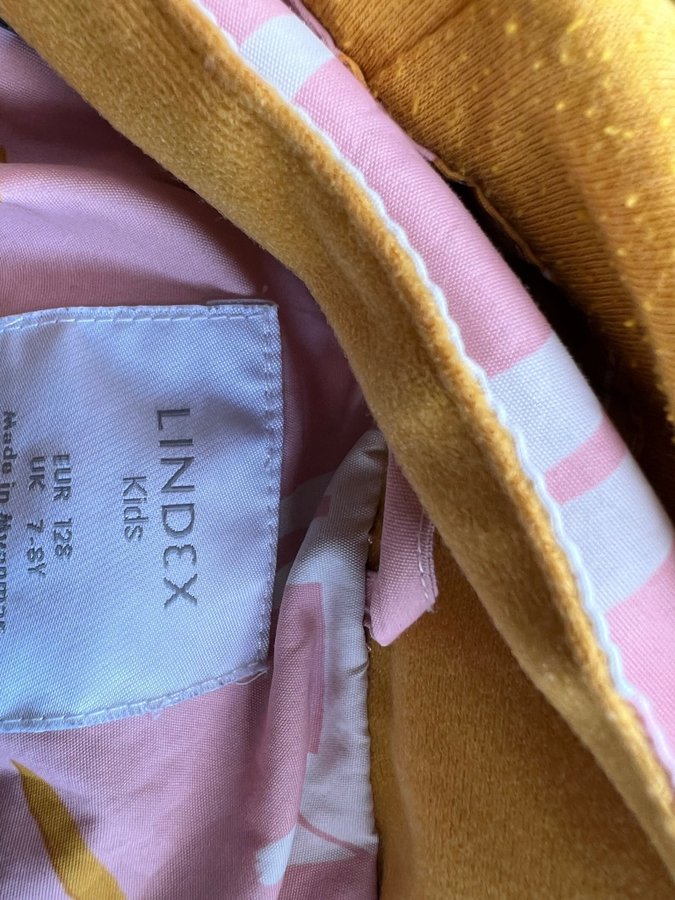 LINDEX
Kids
EUR 128
UK 7-8Y
Made in Myanmar